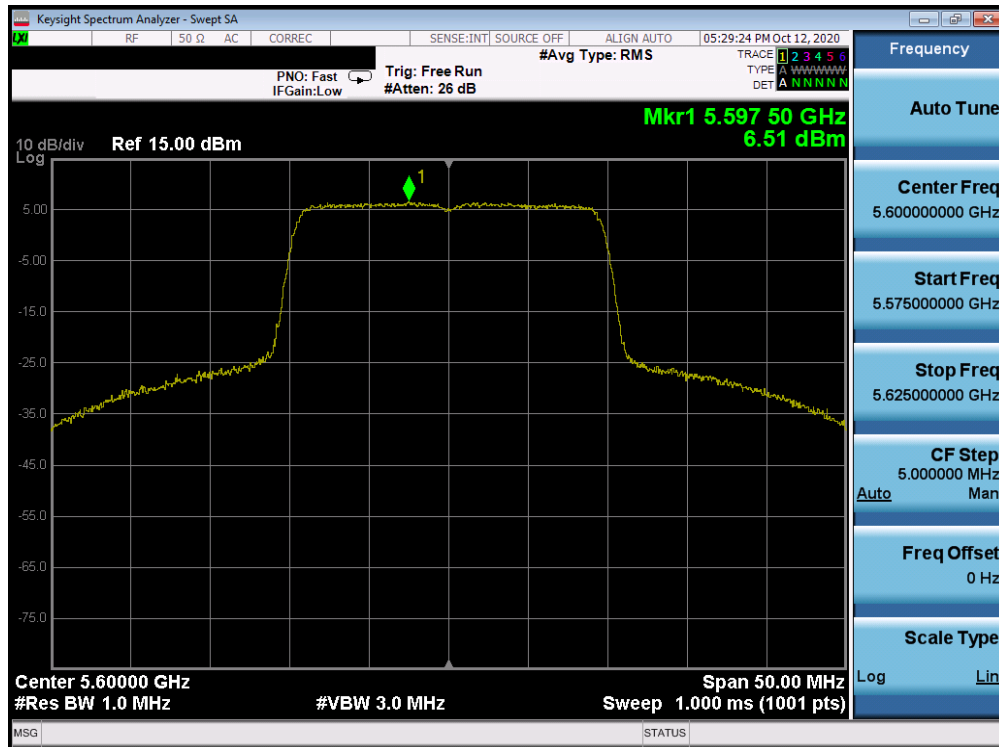 Keysight Spectrum Analyzer - Swept SA
LXI RF 50 Ω AC CORREC SENSE:INT SOURCE OFF ALIGN AUTO 05:29:24 PM Oct 12, 2020
#Avg Type: RMS
TRACE 1 2 3 4 5 6
TYPE A WWWWW
DET A N N N N N
PNO: Fast
IFGain:Low
Trig: Free Run
#Atten: 26 dB
Mkr1 5.597 50 GHz
6.51 dBm
10 dB/div Ref 15.00 dBm
Log
1
5.00
-5.00
-15.0
-25.0
-35.0
-45.0
-55.0
-65.0
-75.0
Center 5.60000 GHz
Span 50.00 MHz
#Res BW 1.0 MHz
#VBW 3.0 MHz
Sweep 1.000 ms (1001 pts)
MSG
STATUS
Frequency
Auto Tune
Center Freq
5.600000000 GHz
Start Freq
5.575000000 GHz
Stop Freq
5.625000000 GHz
CF Step
5.000000 MHz
Auto Man
Freq Offset
0 Hz
Scale Type
Log Lin